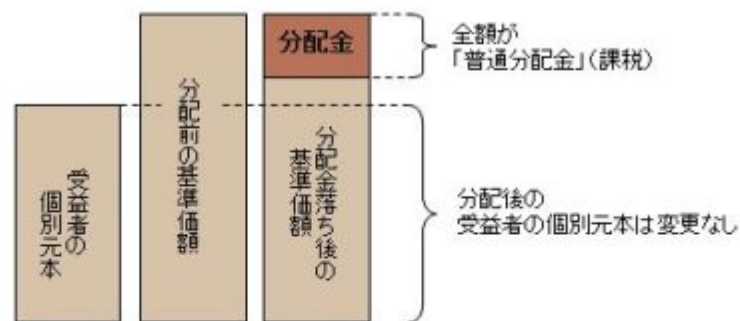 分配金
全額が
「普通分配金」(課税)
受益者の
個別元本
分配前の基準価額
分配金落ち後の
基準価額
分配後の
受益者の個別元本は変更なし